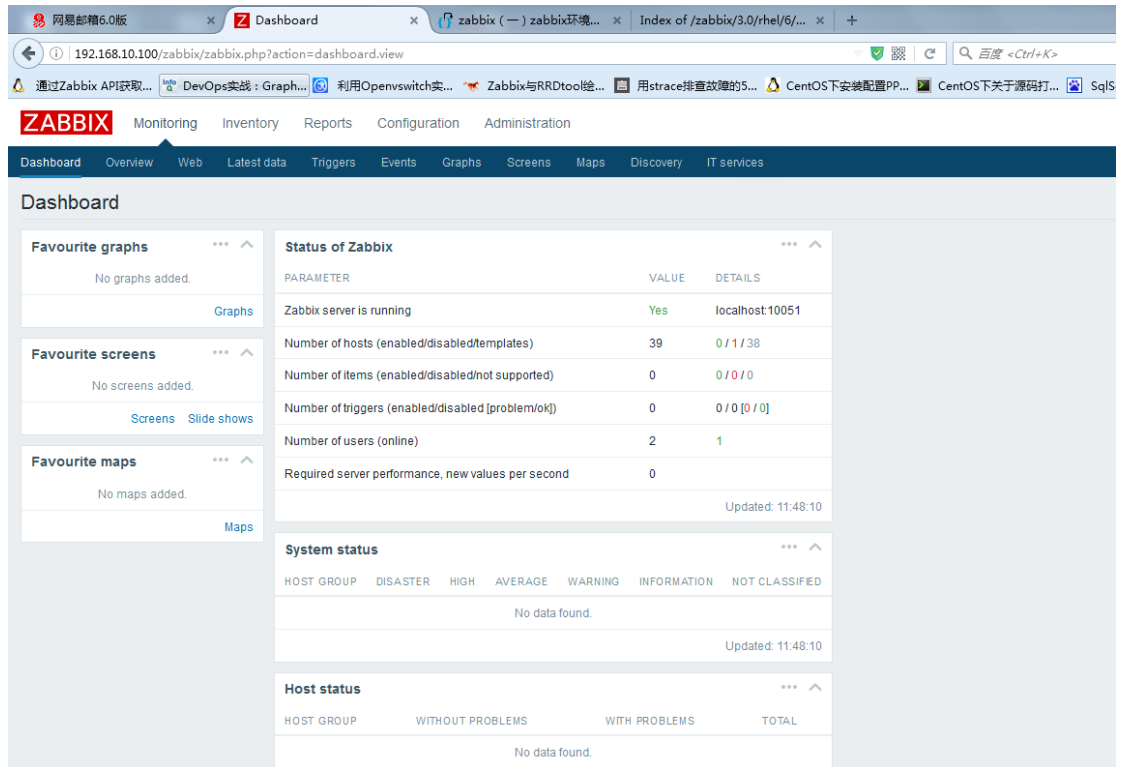 网易邮箱6.0版 × Z Dashboard × zabbix ( 一 ) zabbix环境... × Index of /zabbix/3.0/rhel/6/... × +
192.168.10.100/zabbix/zabbix.php?action=dashboard.view 百度 <Ctrl+K>
通过Zabbix API获取... DevOps实战：Graph... 利用Openvswitch实... Zabbix与RRDtool绘... 用strace排查故障的5... CentOS下安装配置PP... CentOS下关于源码打... SqlS
ZABBIX Monitoring Inventory Reports Configuration Administration
Dashboard Overview Web Latest data Triggers Events Graphs Screens Maps Discovery IT services
Dashboard
Favourite graphs
No graphs added.
Graphs
Favourite screens
No screens added.
Screens Slide shows
Favourite maps
No maps added.
Maps
Status of Zabbix
PARAMETER VALUE DETAILS
Zabbix server is running Yes localhost:10051
Number of hosts (enabled/disabled/templates) 39 0 / 1 / 38
Number of items (enabled/disabled/not supported) 0 0 / 0 / 0
Number of triggers (enabled/disabled [problem/ok]) 0 0 / 0 [0 / 0]
Number of users (online) 2 1
Required server performance, new values per second 0
Updated: 11:48:10
System status
HOST GROUP DISASTER HIGH AVERAGE WARNING INFORMATION NOT CLASSIFIED
No data found.
Updated: 11:48:10
Host status
HOST GROUP WITHOUT PROBLEMS WITH PROBLEMS TOTAL
No data found.